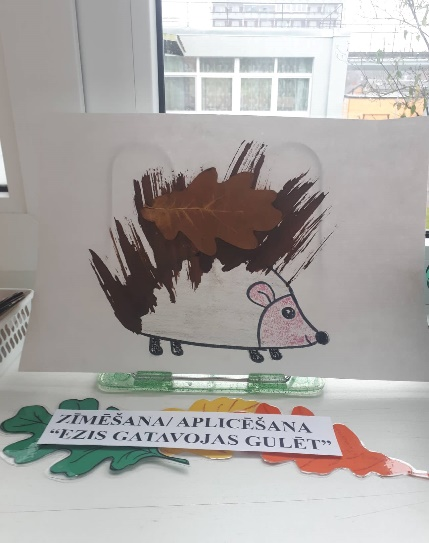 ZĪMĒŠANA/ APLICĒŠANA
“EZIS GATAVOJAS GULĒT”